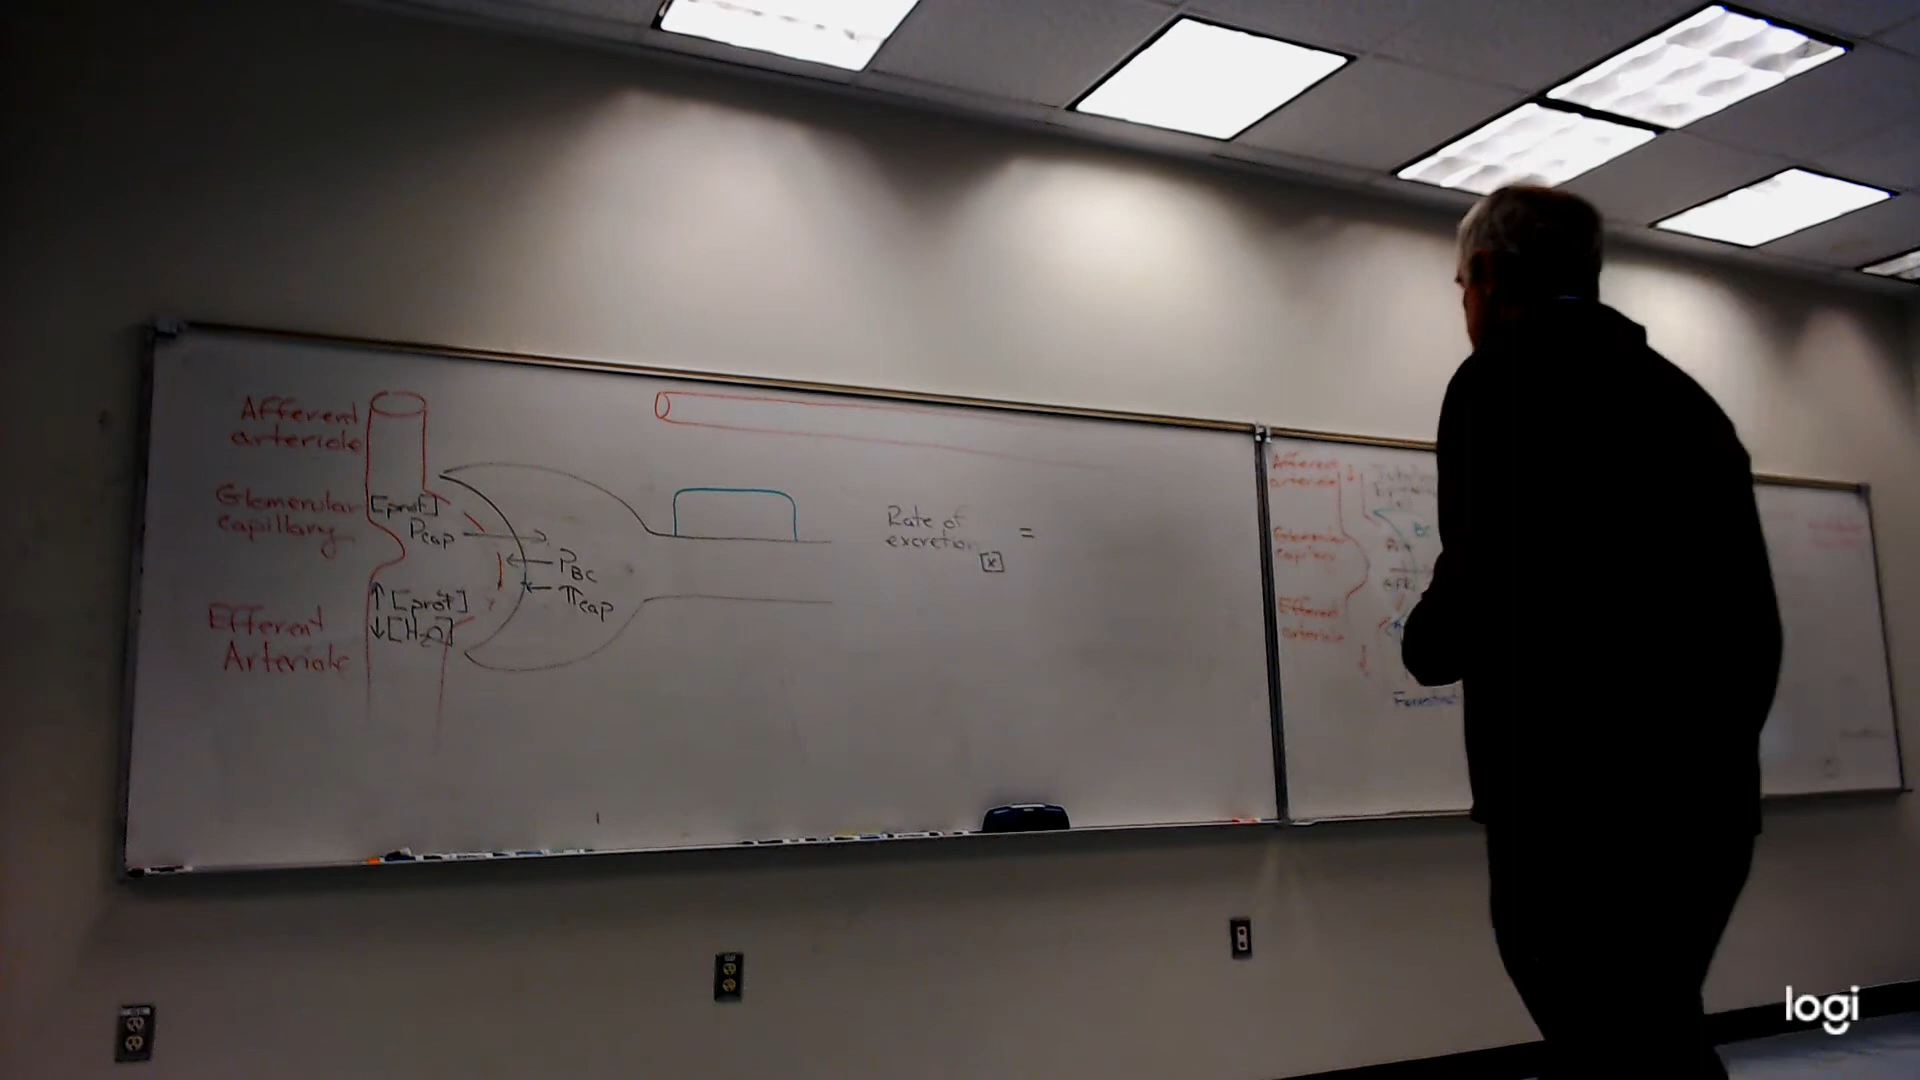 Afferent
arteriole
Glomerular
capillary
[prot]
Pcap
PBC
πcap
↑[prot]
↓[H2O]
Efferent
Arteriole
Rate of
excretion [x] =
Afferent
arteriole
Glomerular
capillary
Efferent
arteriole
BC
logi